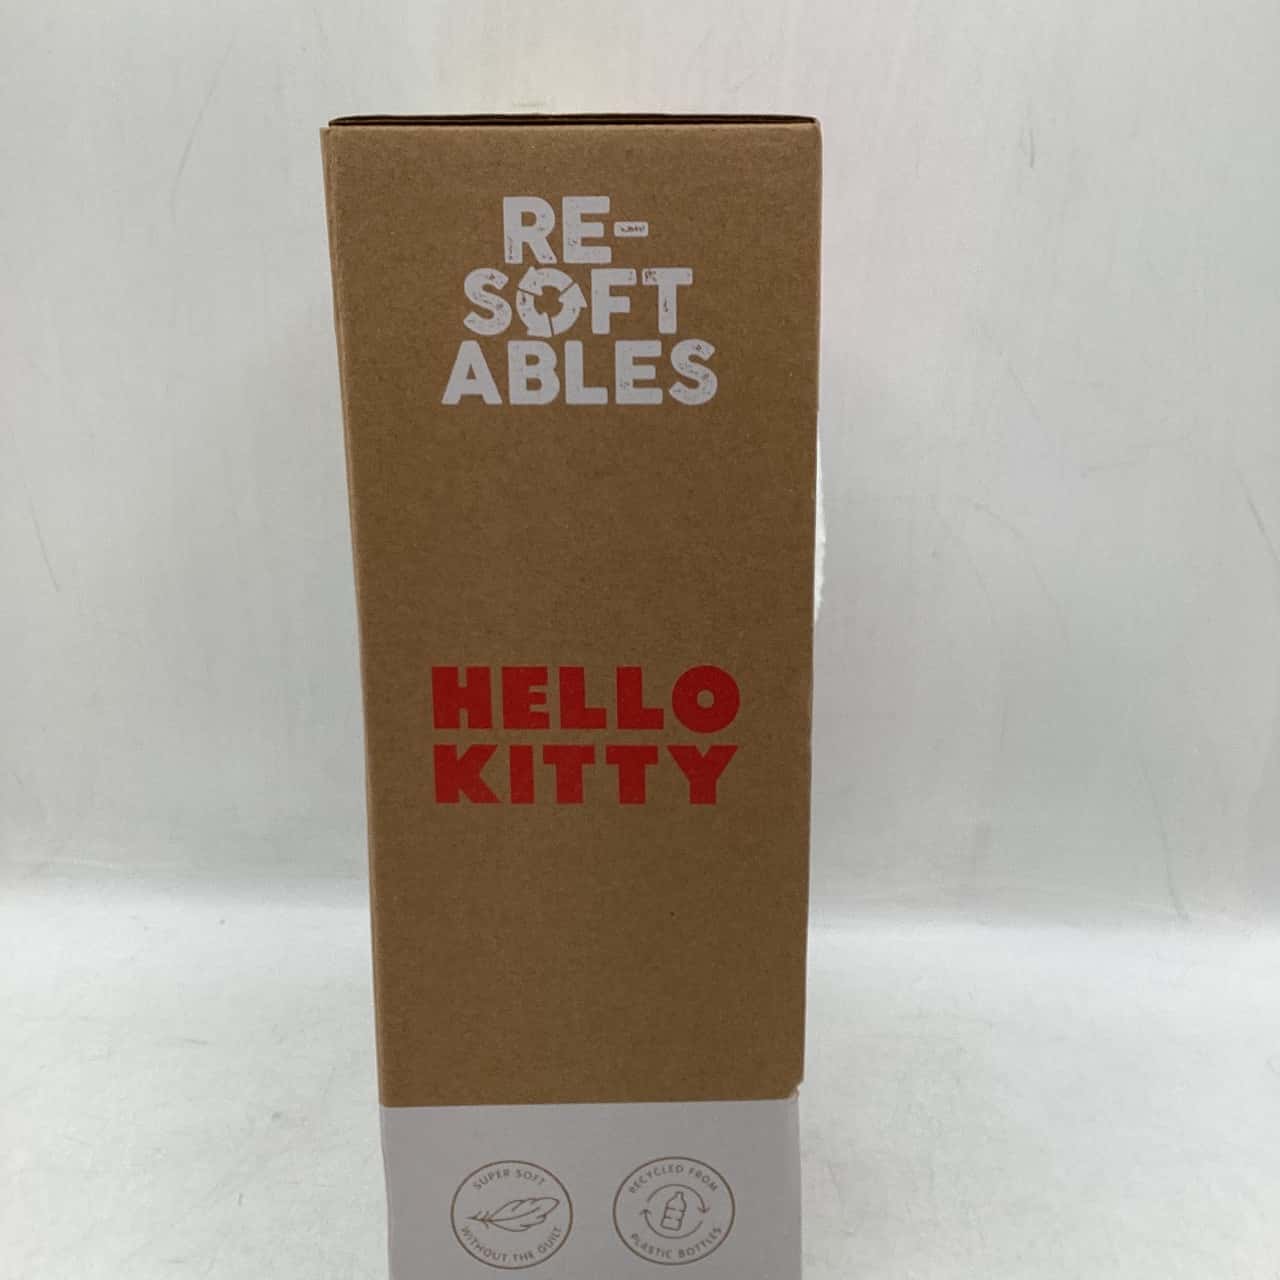 RE-
SOFT
ABLES
HELLO
KITTY
SUPER SOFT
WITHOUT THE GUILT
RECYCLED FROM
PLASTIC BOTTLES